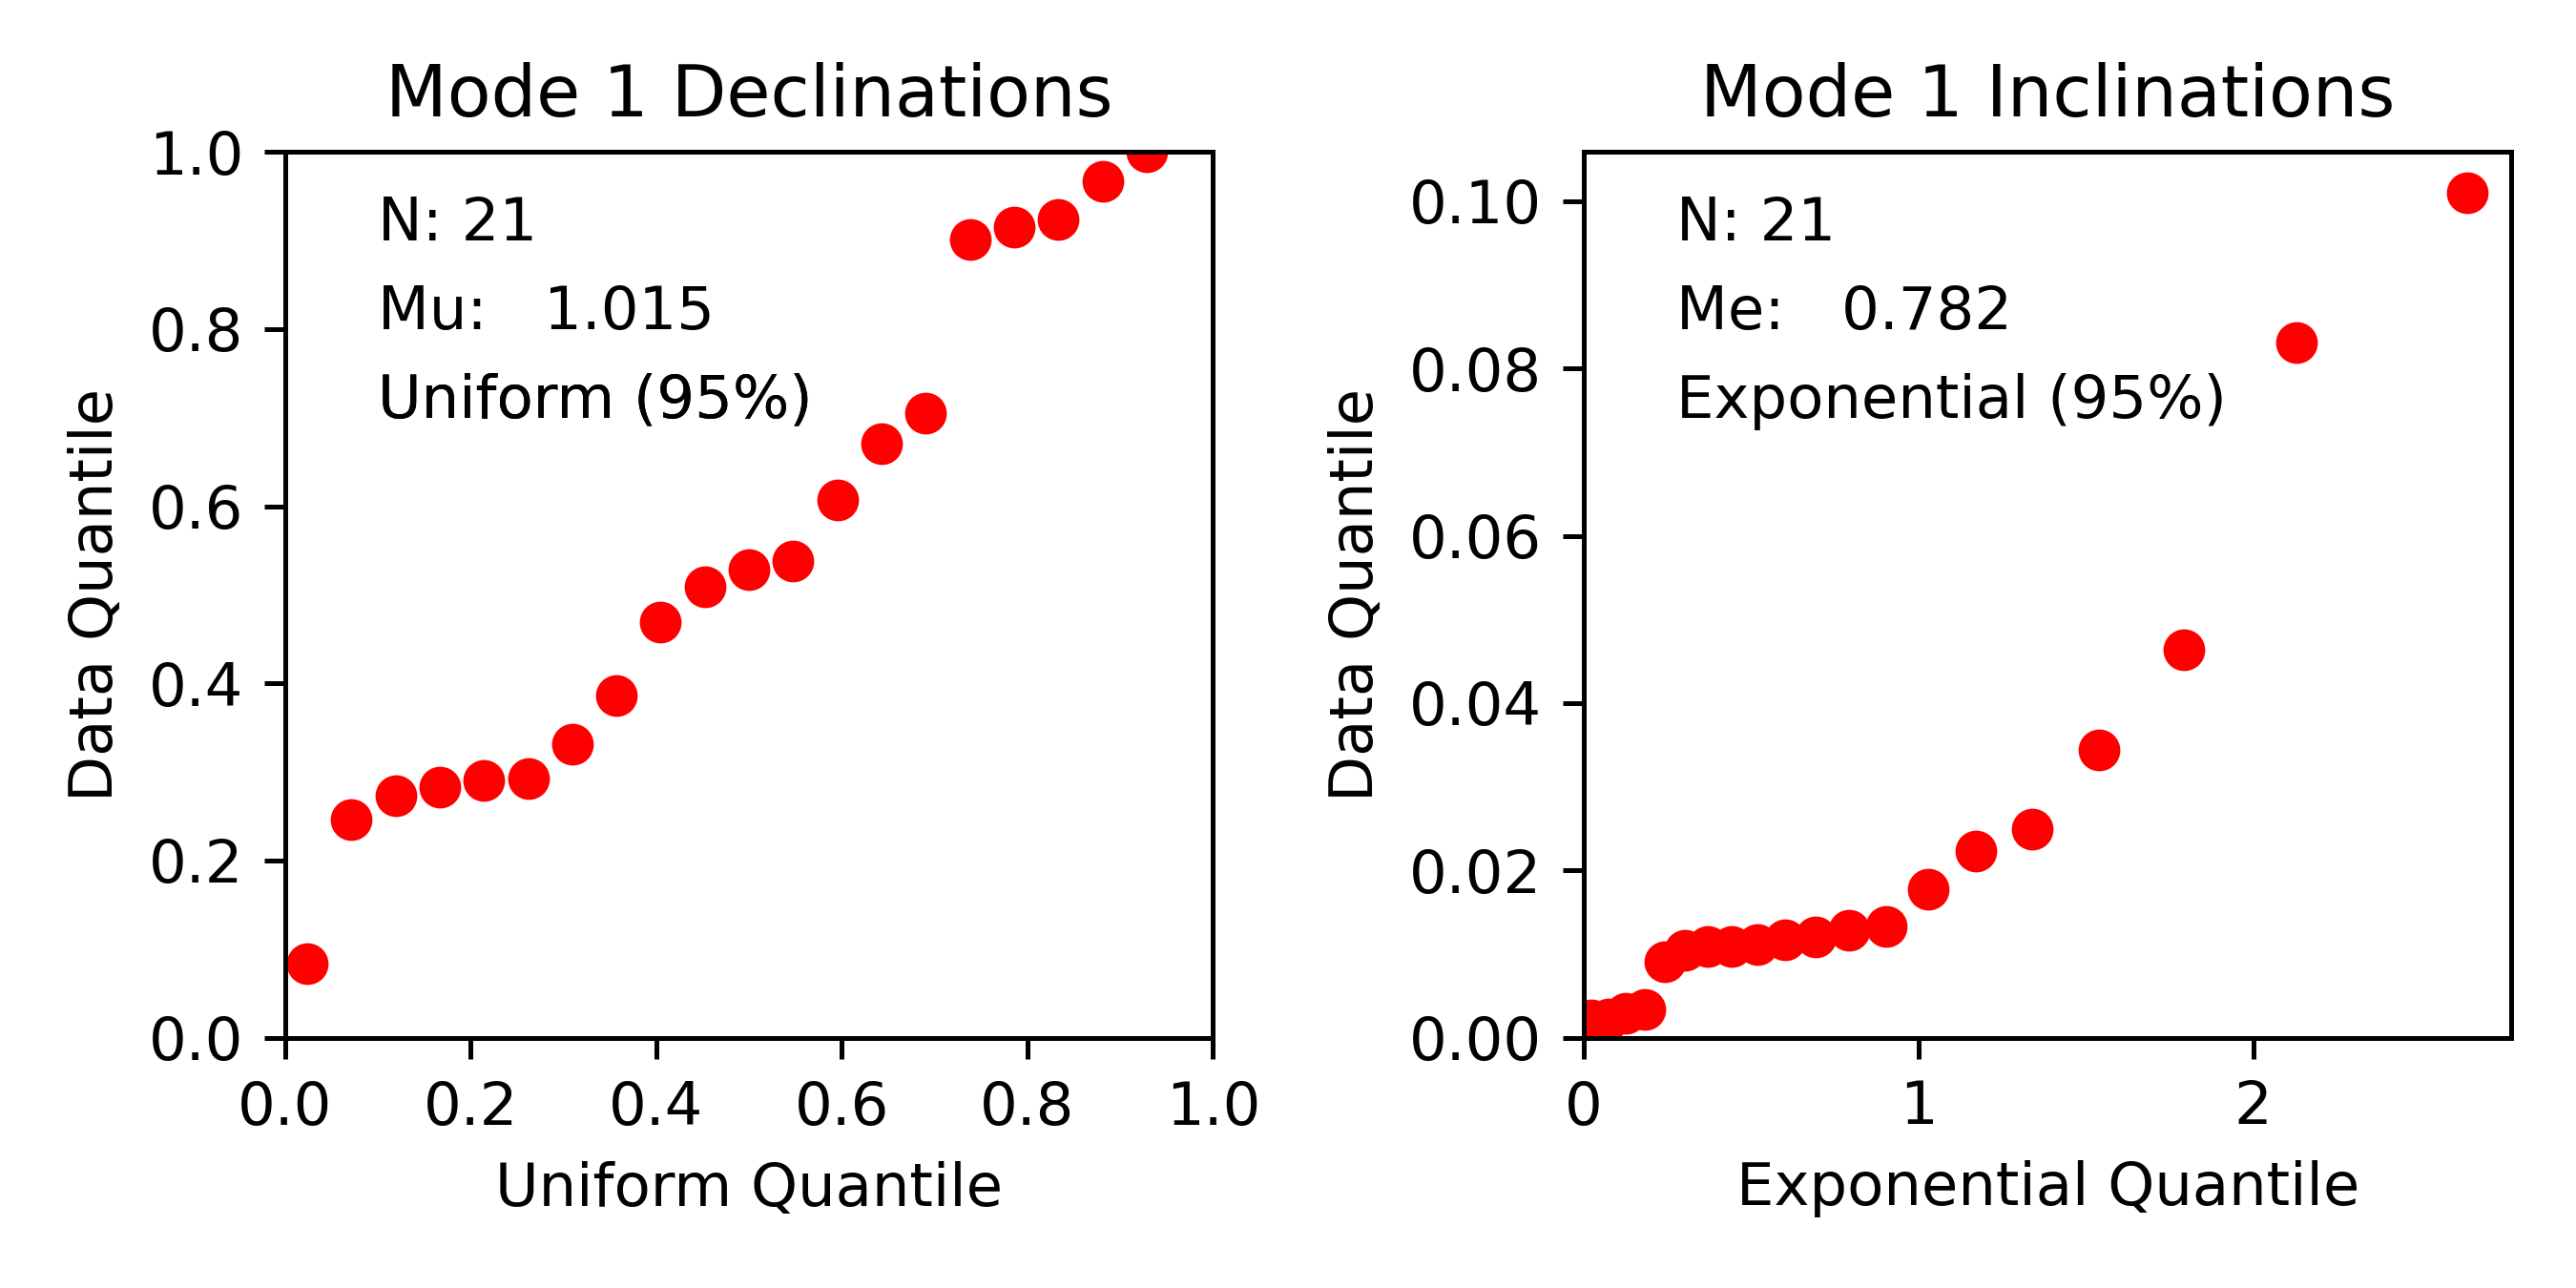 Mode 1 Declinations
1.0
0.8
0.6
0.4
0.2
0.0
Data Quantile
N: 21
Mu: 1.015
Uniform (95%)
0.0 0.2 0.4 0.6 0.8 1.0
Uniform Quantile
Mode 1 Inclinations
0.10
0.08
0.06
0.04
0.02
0.00
Data Quantile
N: 21
Me: 0.782
Exponential (95%)
0 1 2
Exponential Quantile